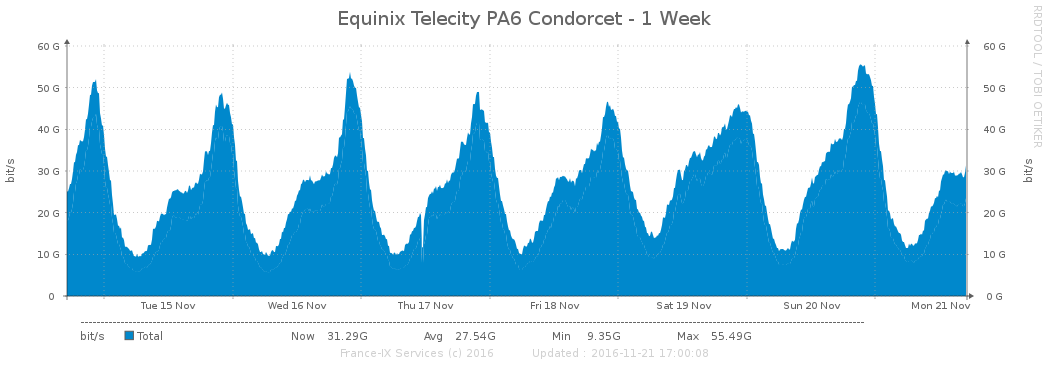 Equinix Telecity PA6 Condorcet - 1 Week
RRDTOOL / TOBI OETIKER
bit/s
bit/s
60 G 60 G
50 G 50 G
40 G 40 G
30 G 30 G
20 G 20 G
10 G 10 G
0 0 G
Tue 15 Nov Wed 16 Nov Thu 17 Nov Fri 18 Nov Sat 19 Nov Sun 20 Nov Mon 21 Nov
bit/s Total Now 31.29G Avg 27.54G Min 9.35G Max 55.49G
France-IX Services (c) 2016 Updated : 2016-11-21 17:00:08